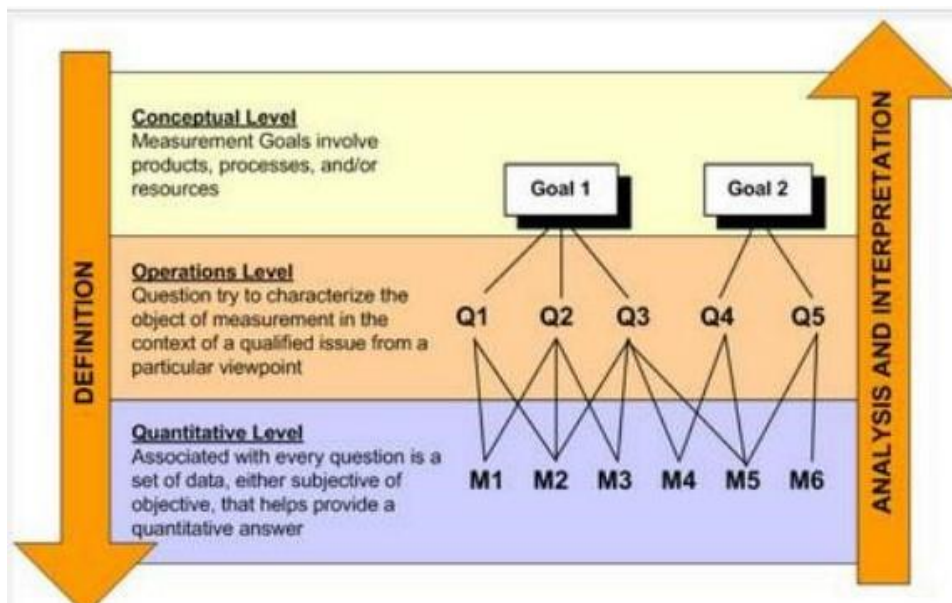 Conceptual Level
Measurement Goals involve
products, processes, and/or
resources
Goal 1
Goal 2
Operations Level
Question try to characterize the
object of measurement in the
context of a qualified issue from a
particular viewpoint
Q1 Q2 Q3 Q4 Q5
Quantitative Level
Associated with every question is a
set of data, either subjective of
objective, that helps provide a
quantitative answer
M1 M2 M3 M4 M5 M6
DEFINITION
ANALYSIS AND INTERPRETATION